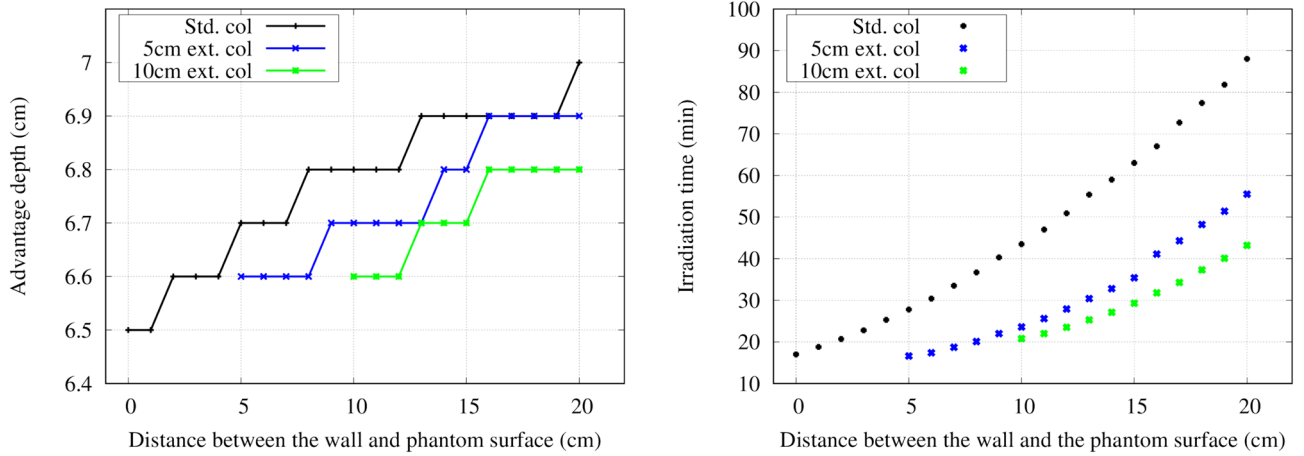 Std. col
5cm ext. col
10cm ext. col
7
6.9
6.8
6.7
6.6
6.5
6.4
Advantage depth (cm)
0 5 10 15 20
Distance between the wall and phantom surface (cm)
Std. col
5cm ext. col
10cm ext. col
100
90
80
70
60
50
40
30
20
10
Irradiation time (min)
0 5 10 15 20
Distance between the wall and the phantom surface (cm)